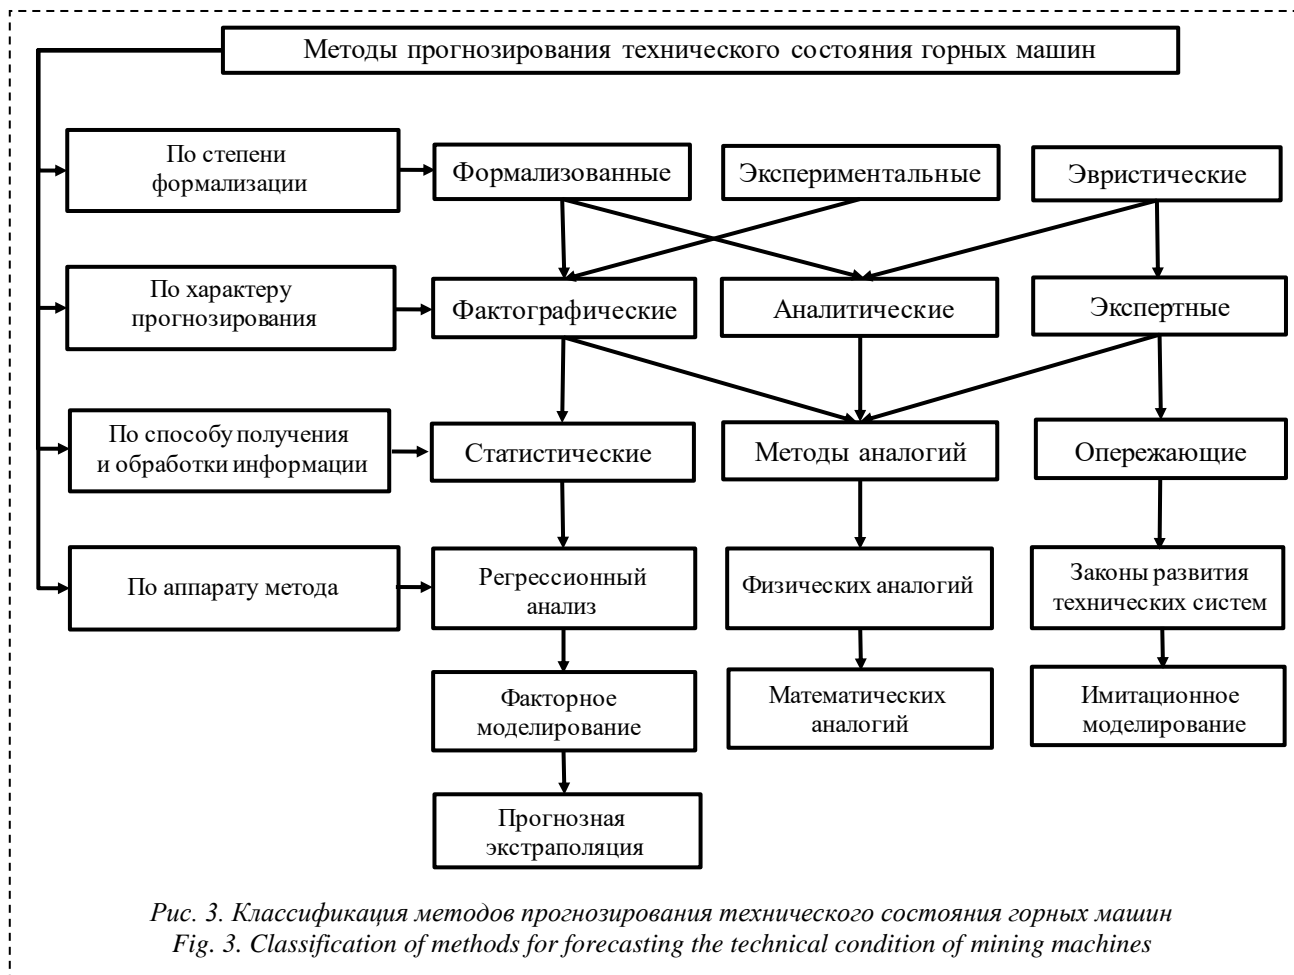 Методы прогнозирования технического состояния горных машин
По степени
формализации
Формализованные
Экспериментальные
Эвристические
По характеру
прогнозирования
Фактографические
Аналитические
Экспертные
По способу получения
и обработки информации
Статистические
Методы аналогий
Опережающие
По аппарату метода
Регрессионный
анализ
Физических аналогий
Законы развития
технических систем
Факторное
моделирование
Математических
аналогий
Имитационное
моделирование
Прогнозная
экстраполяция
Рис. 3. Классификация методов прогнозирования технического состояния горных машин
Fig. 3. Classification of methods for forecasting the technical condition of mining machines